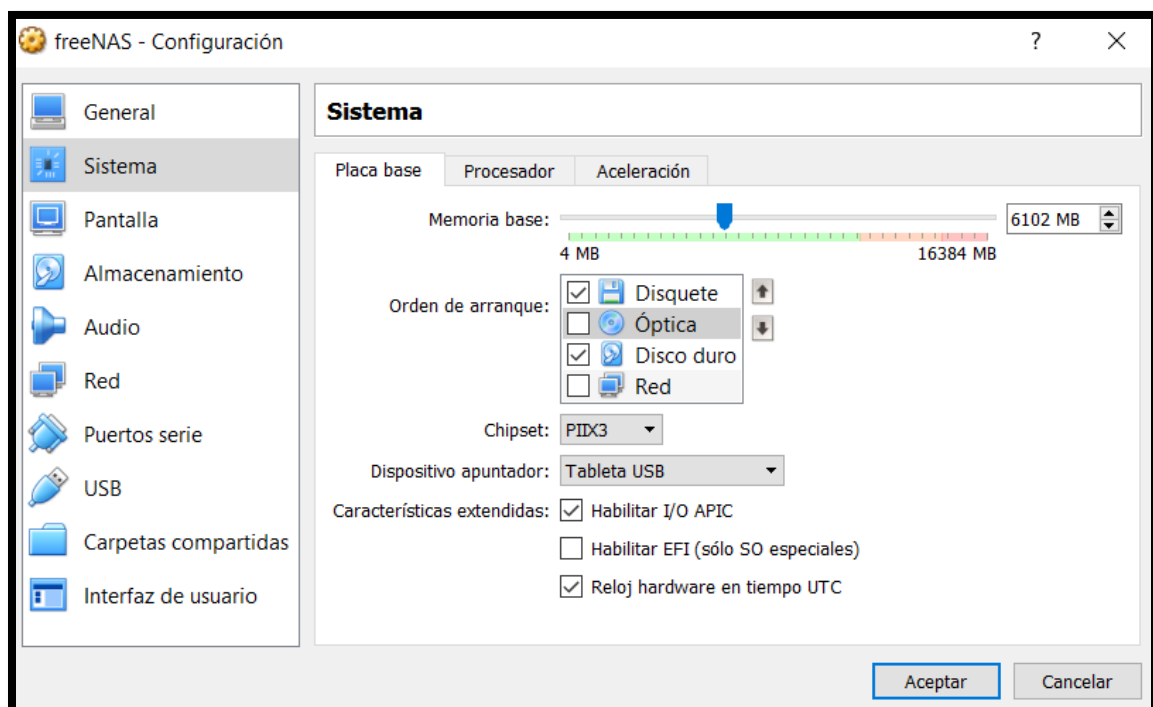 freeNAS - Configuración ?
General
Sistema
Pantalla
Almacenamiento
Audio
Red
Puertos serie
USB
Carpetas compartidas
Interfaz de usuario
Sistema
Placa base Procesador Aceleración
Memoria base: 6102 MB
4 MB 16384 MB
Orden de arranque: Disquete
Óptica
Disco duro
Red
Chipset: PIIX3
Dispositivo apuntador: Tableta USB
Características extendidas: Habilitar I/O APIC
Habilitar EFI (sólo SO especiales)
Reloj hardware en tiempo UTC
Aceptar Cancelar